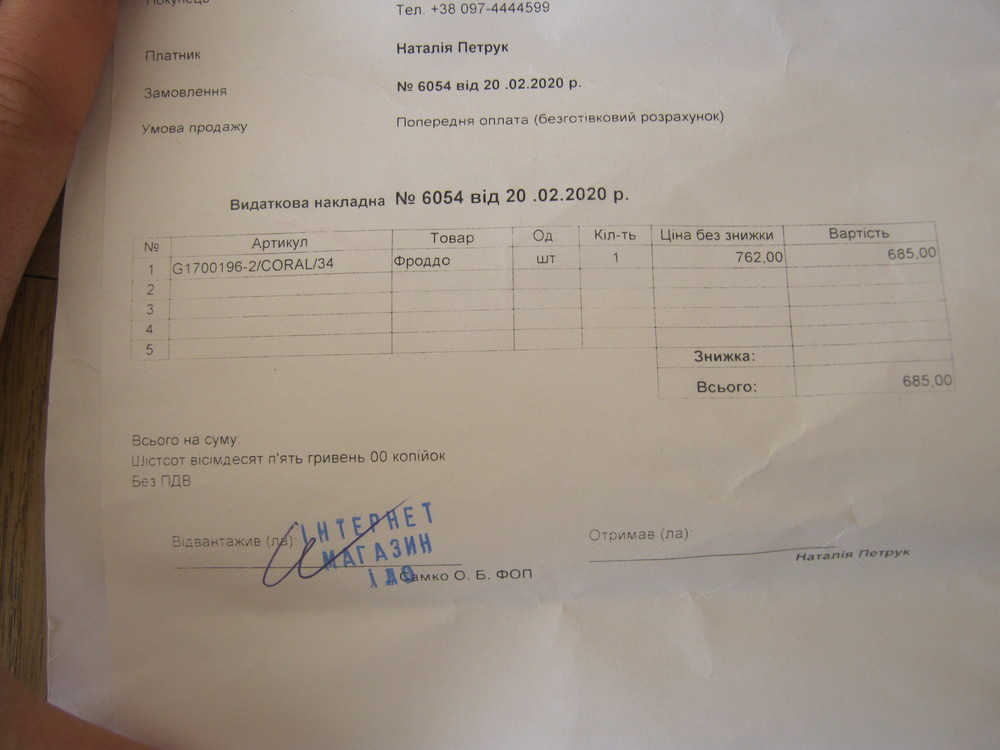 Покупець
Тел. +38 097-4444599
Платник Наталія Петрук
Замовлення № 6054 від 20 .02.2020 р.
Умова продажу Попередня оплата (безготівковий розрахунок)
Видаткова накладна № 6054 від 20 .02.2020 р.
№ Артикул Товар Од Кіл-ть Ціна без знижки Вартість
1 G1700196-2/CORAL/34 Фроддо шт 1 762,00 685,00
2
3
4
5
Знижка:
Всього: 685,00
Всього на суму:
Шістсот вісімдесят п'ять гривень 00 копійок
Без ПДВ
Відвантажив (ла): Отримав (ла):
ІНТЕРНЕТ
МАГАЗИН
Самко О. Б. ФОП Наталія Петрук